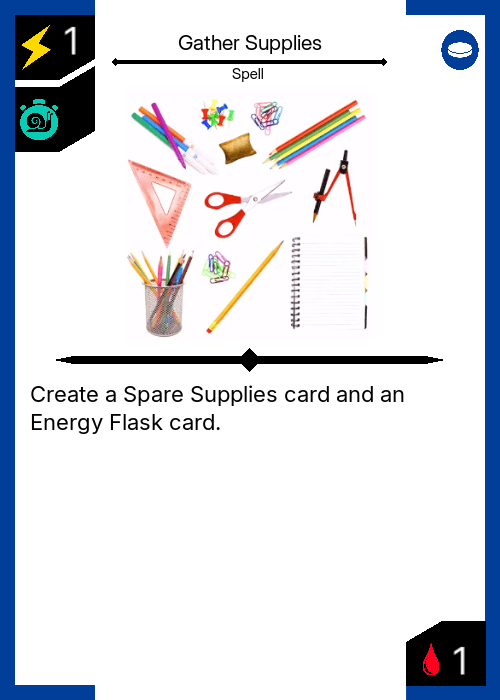 1
Gather Supplies
Spell
Create a Spare Supplies card and an
Energy Flask card.
1